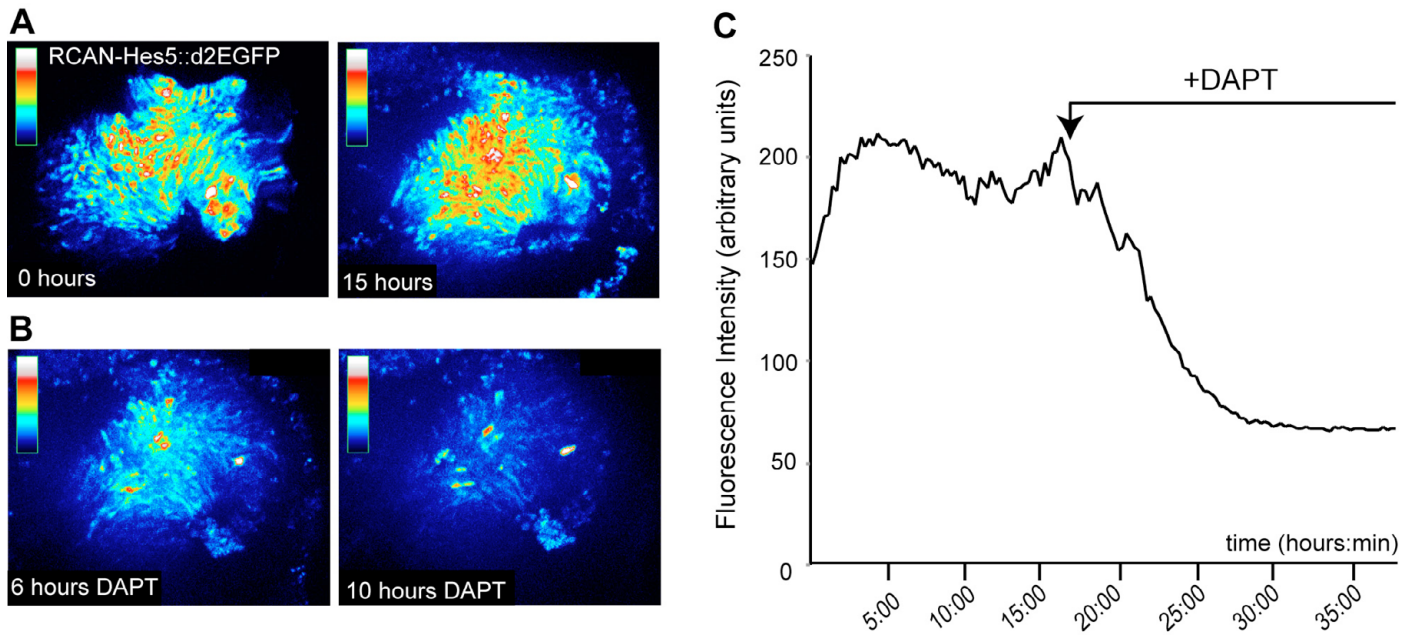 A
RCAN-Hes5::d2EGFP
0 hours
15 hours
B
6 hours DAPT
10 hours DAPT
C
Fluorescence Intensity (arbitrary units)
250
200
150
100
50
0
+DAPT
time (hours:min)
5:00
10:00
15:00
20:00
25:00
30:00
35:00